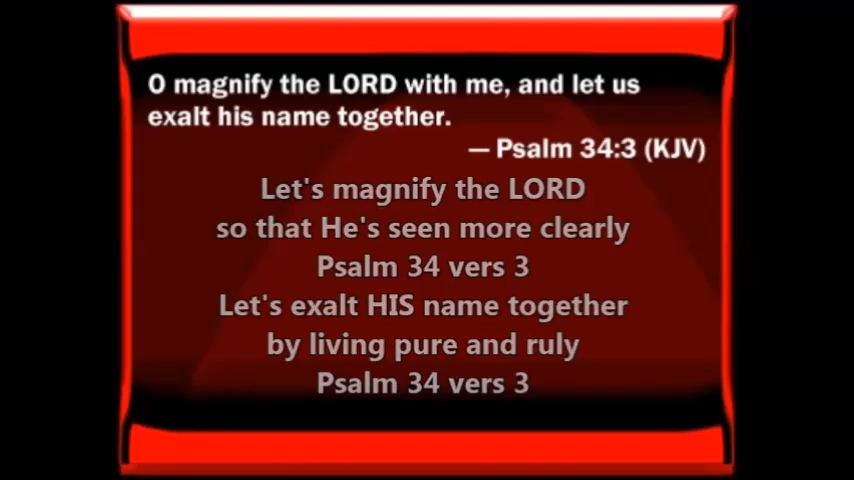 O magnify the LORD with me, and let us
exalt his name together.
— Psalm 34:3 (KJV)
Let's magnify the LORD
so that He's seen more clearly
Psalm 34 vers 3
Let's exalt HIS name together
by living pure and ruly
Psalm 34 vers 3